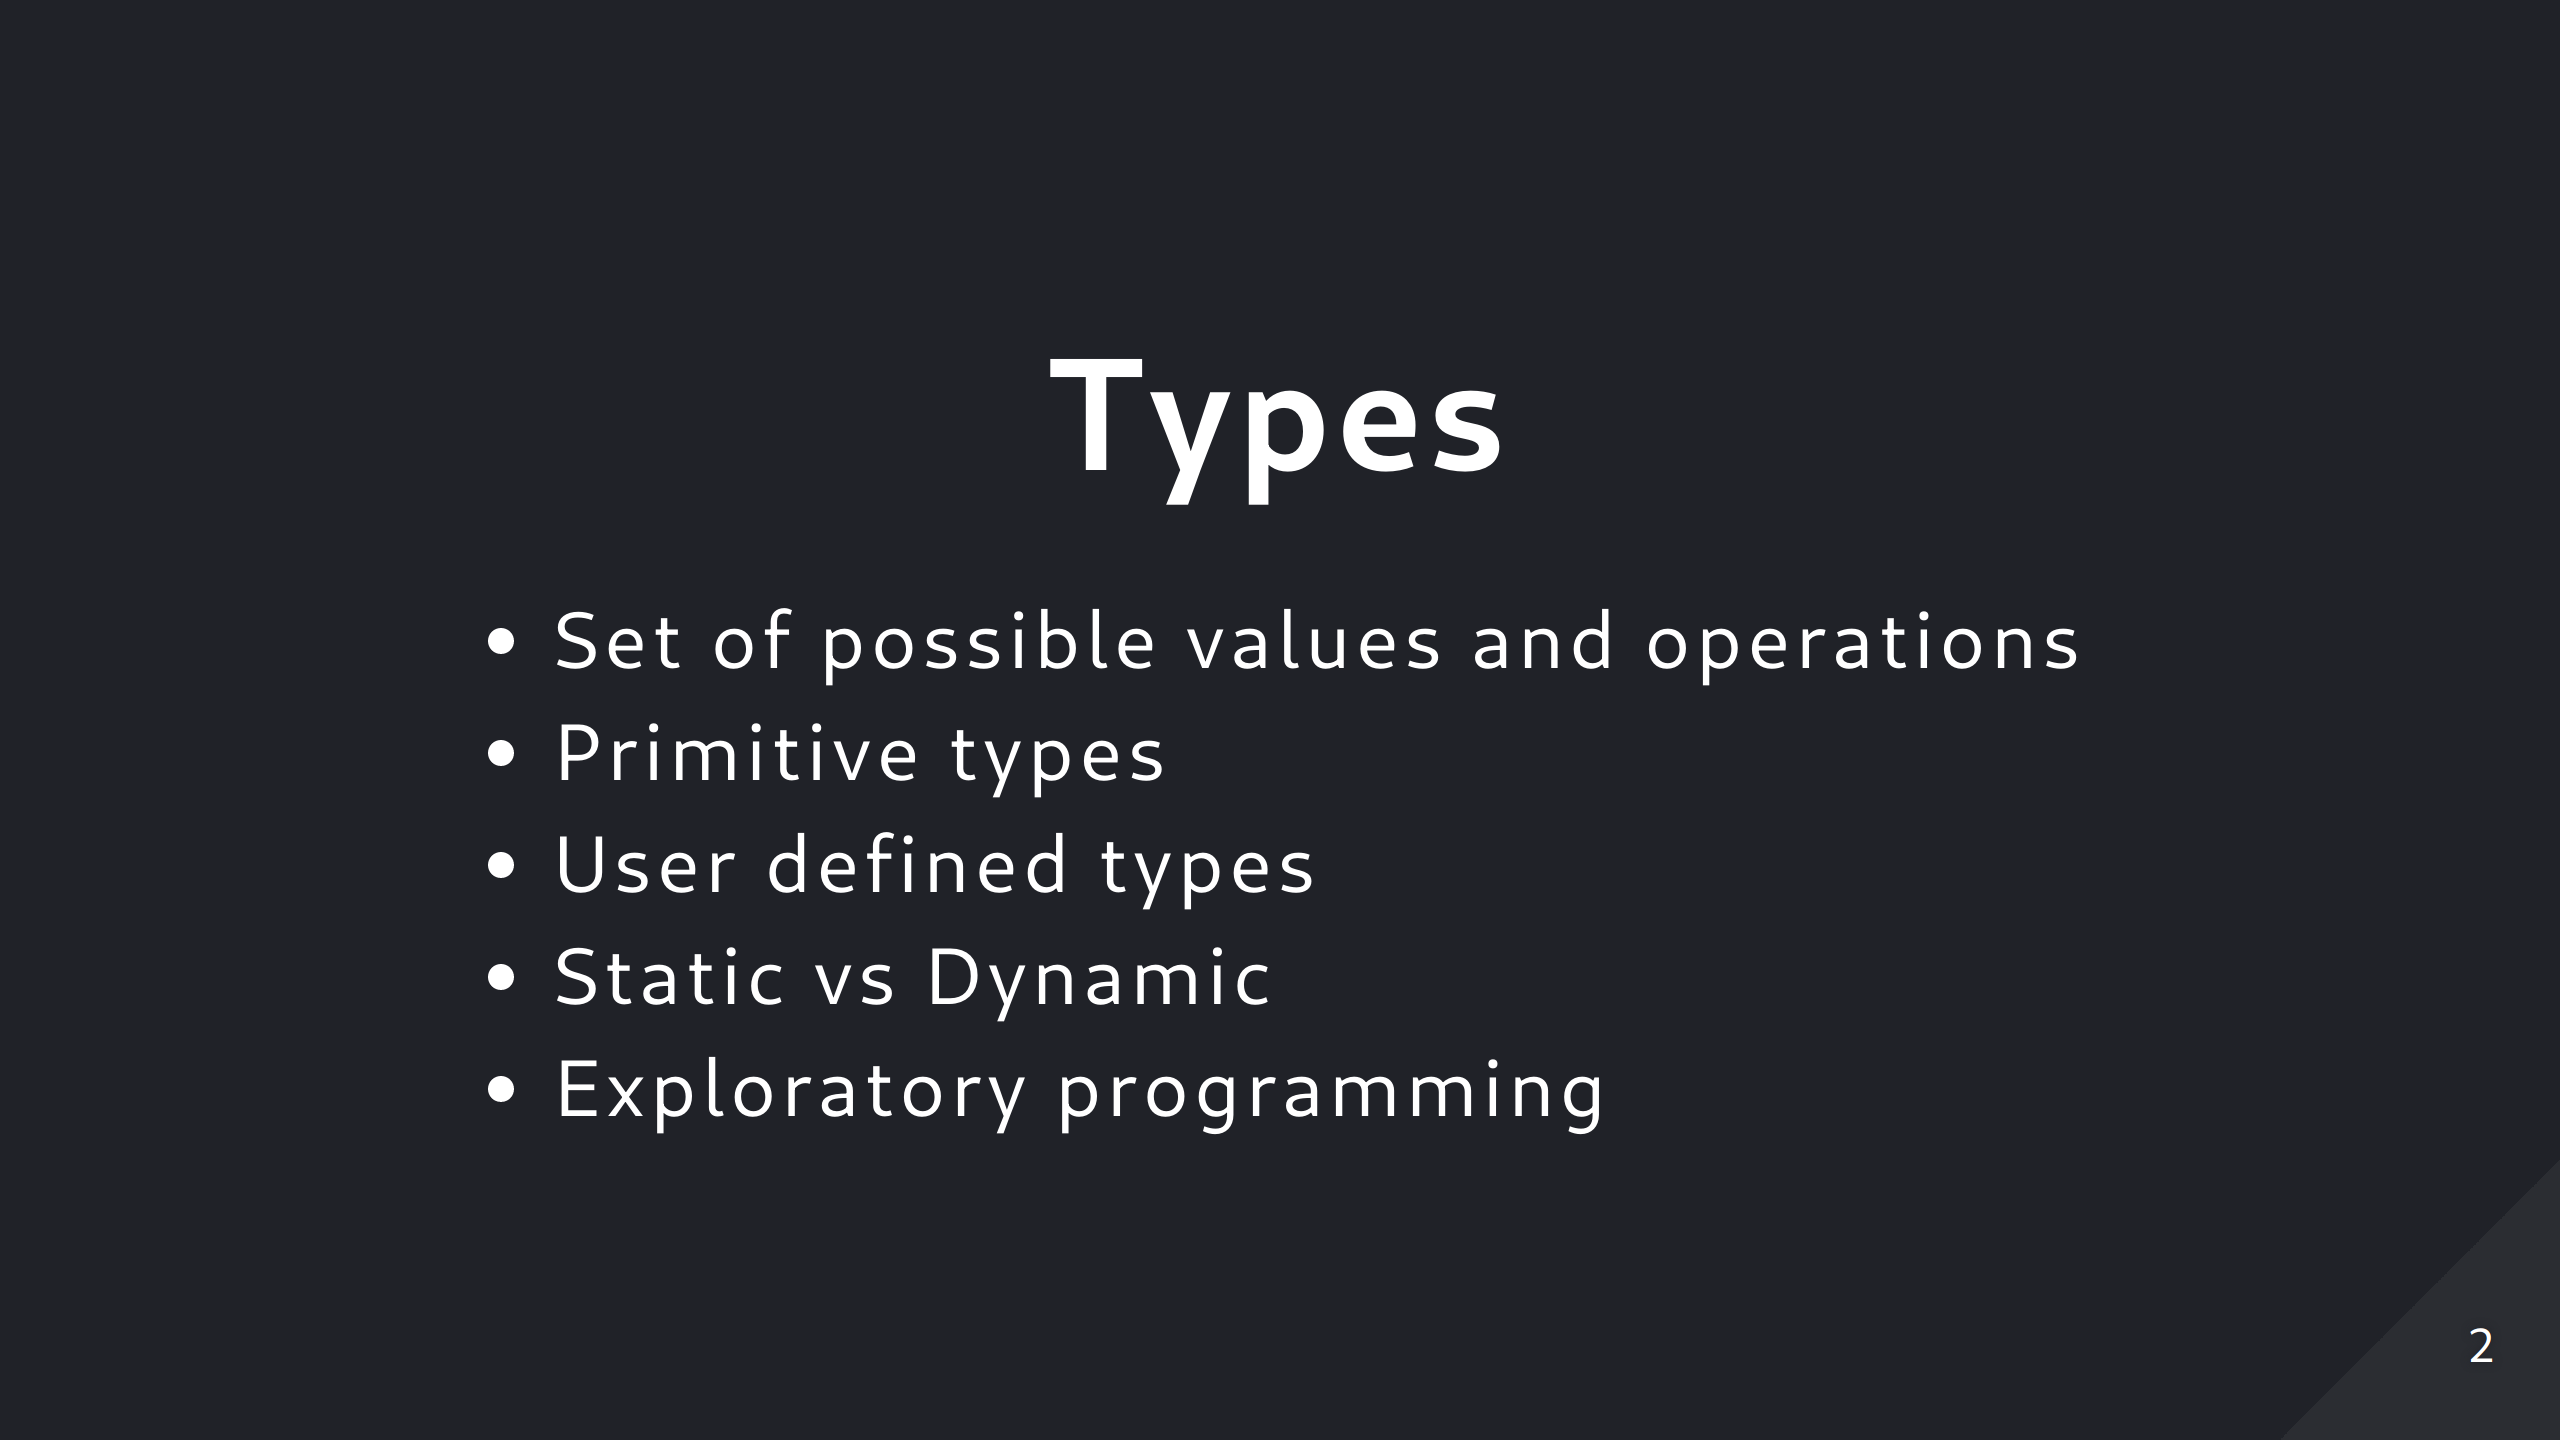 Types
Set of possible values and operations
Primitive types
User defined types
Static vs Dynamic
Exploratory programming
2